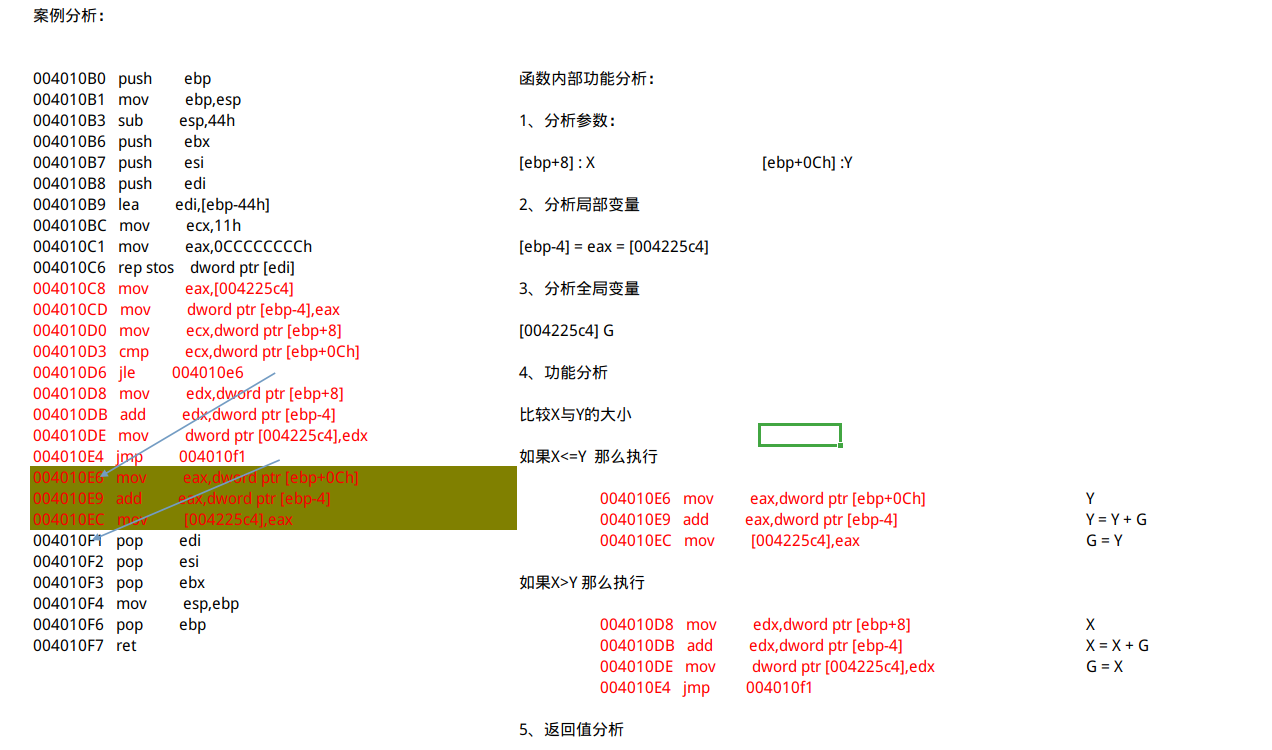 案例分析：
004010B0 push ebp
004010B1 mov ebp,esp
004010B3 sub esp,44h
004010B6 push ebx
004010B7 push esi
004010B8 push edi
004010B9 lea edi,[ebp-44h]
004010BC mov ecx,11h
004010C1 mov eax,0CCCCCCCCh
004010C6 rep stos dword ptr [edi]
004010C8 mov eax,[004225c4]
004010CD mov dword ptr [ebp-4],eax
004010D0 mov ecx,dword ptr [ebp+8]
004010D3 cmp ecx,dword ptr [ebp+0Ch]
004010D6 jle 004010e6
004010D8 mov edx,dword ptr [ebp+8]
004010DB add edx,dword ptr [ebp-4]
004010DE mov dword ptr [004225c4],edx
004010E4 jmp 004010f1
004010E6 mov eax,dword ptr [ebp+0Ch]
004010E9 add eax,dword ptr [ebp-4]
004010EC mov [004225c4],eax
004010F1 pop edi
004010F2 pop esi
004010F3 pop ebx
004010F4 mov esp,ebp
004010F6 pop ebp
004010F7 ret
函数内部功能分析：
1、分析参数：
[ebp+8] : X [ebp+0Ch] :Y
2、分析局部变量
[ebp-4] = eax = [004225c4]
3、分析全局变量
[004225c4] G
4、功能分析
比较X与Y的大小
如果X<=Y 那么执行
004010E6 mov eax,dword ptr [ebp+0Ch] Y
004010E9 add eax,dword ptr [ebp-4] Y = Y + G
004010EC mov [004225c4],eax G = Y
如果X>Y 那么执行
004010D8 mov edx,dword ptr [ebp+8] X
004010DB add edx,dword ptr [ebp-4] X = X + G
004010DE mov dword ptr [004225c4],edx G = X
004010E4 jmp 004010f1
5、返回值分析